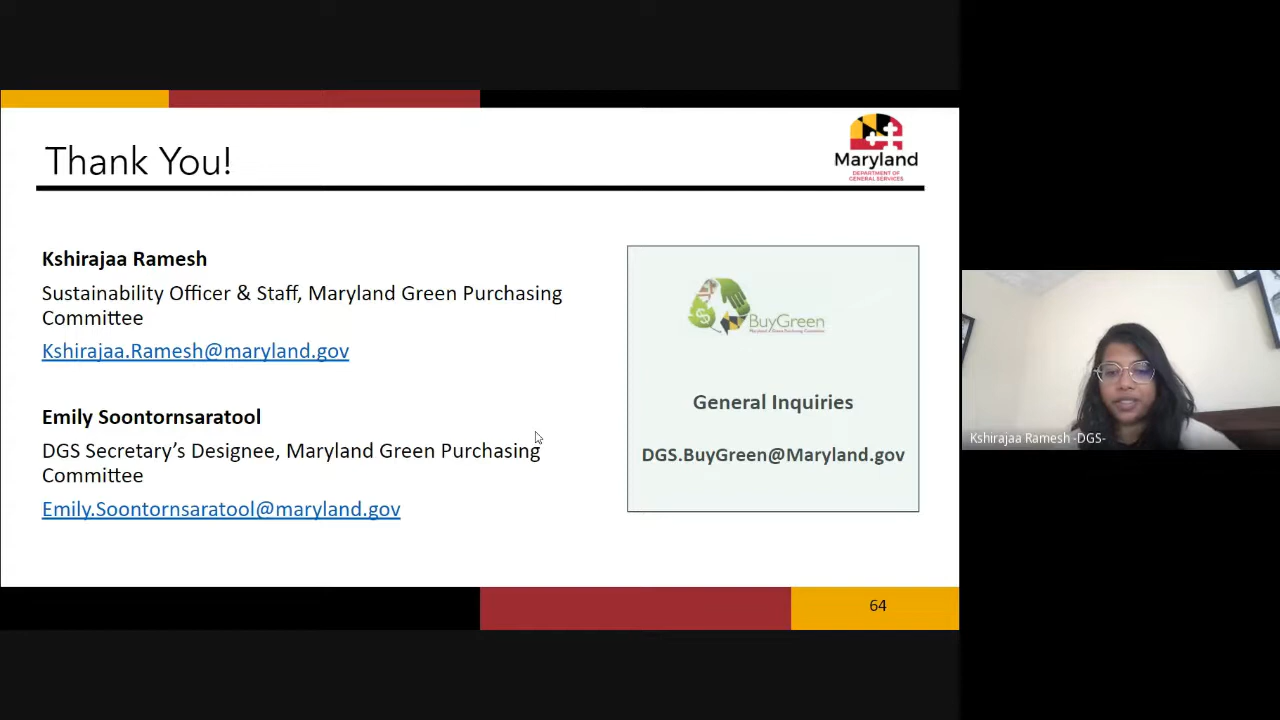 Thank You!
Maryland
DEPARTMENT OF
GENERAL SERVICES
Kshirajaa Ramesh
Sustainability Officer & Staff, Maryland Green Purchasing
Committee
Kshirajaa.Ramesh@maryland.gov
Emily Soontornsaratool
DGS Secretary’s Designee, Maryland Green Purchasing
Committee
Emily.Soontornsaratool@maryland.gov
BuyGreen
General Inquiries
DGS.BuyGreen@Maryland.gov
64
Kshirajaa Ramesh -DGS-